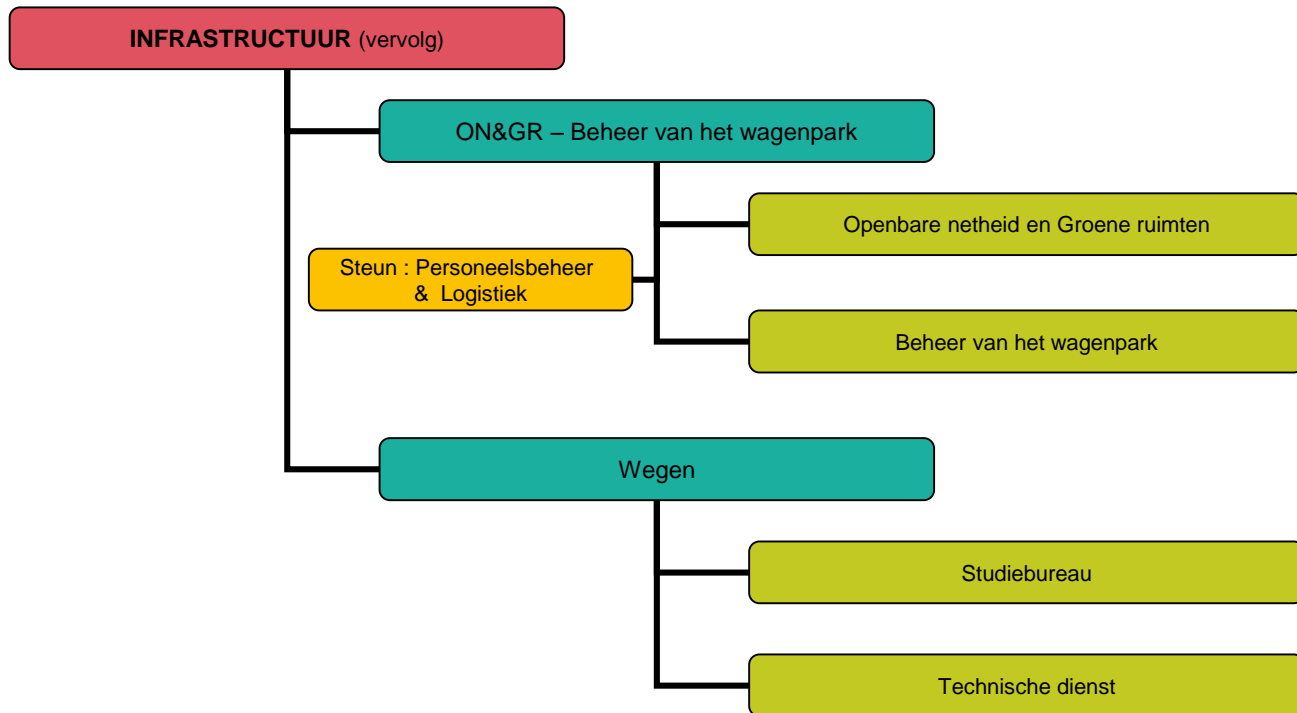 INFRASTRUCTUUR (vervolg)
ON&GR – Beheer van het wagenpark
Openbare netheid en Groene ruimten
Steun : Personeelsbeheer
& Logistiek
Beheer van het wagenpark
Wegen
Studiebureau
Technische dienst